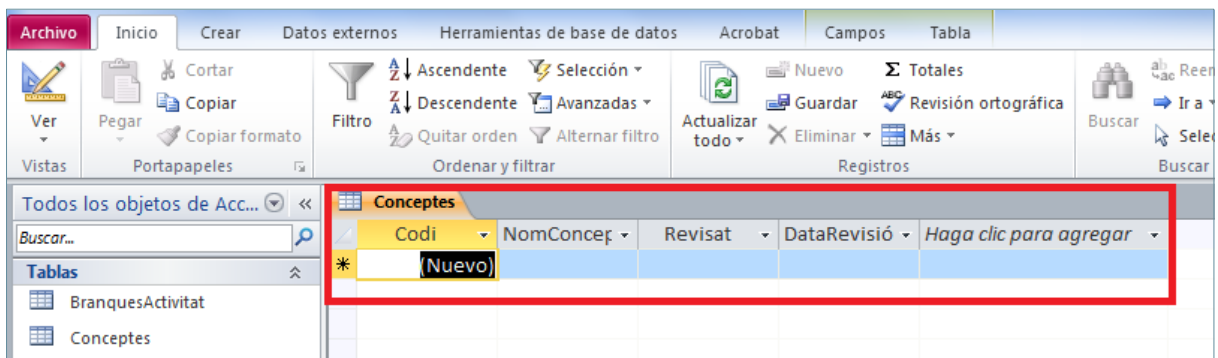 Archivo Inicio Crear Datos externos Herramientas de base de datos Acrobat Campos Tabla
Ver
Vistas
Pegar
Cortar
Copiar
Copiar formato
Portapapeles
Filtro
Ascendente
Descendente
Quitar orden
Selección
Avanzadas
Alternar filtro
Ordenar y filtrar
Actualizar
todo
Nuevo
Guardar
Eliminar
Totales
Revisión ortográfica
Más
Registros
Buscar
Ir a
Buscar
Todos los objetos de Acc...
Buscar...
Tablas
BranquesActivitat
Conceptes
Conceptes
Codi NomConcep Revisat DataRevisió Haga clic para agregar
(Nuevo)